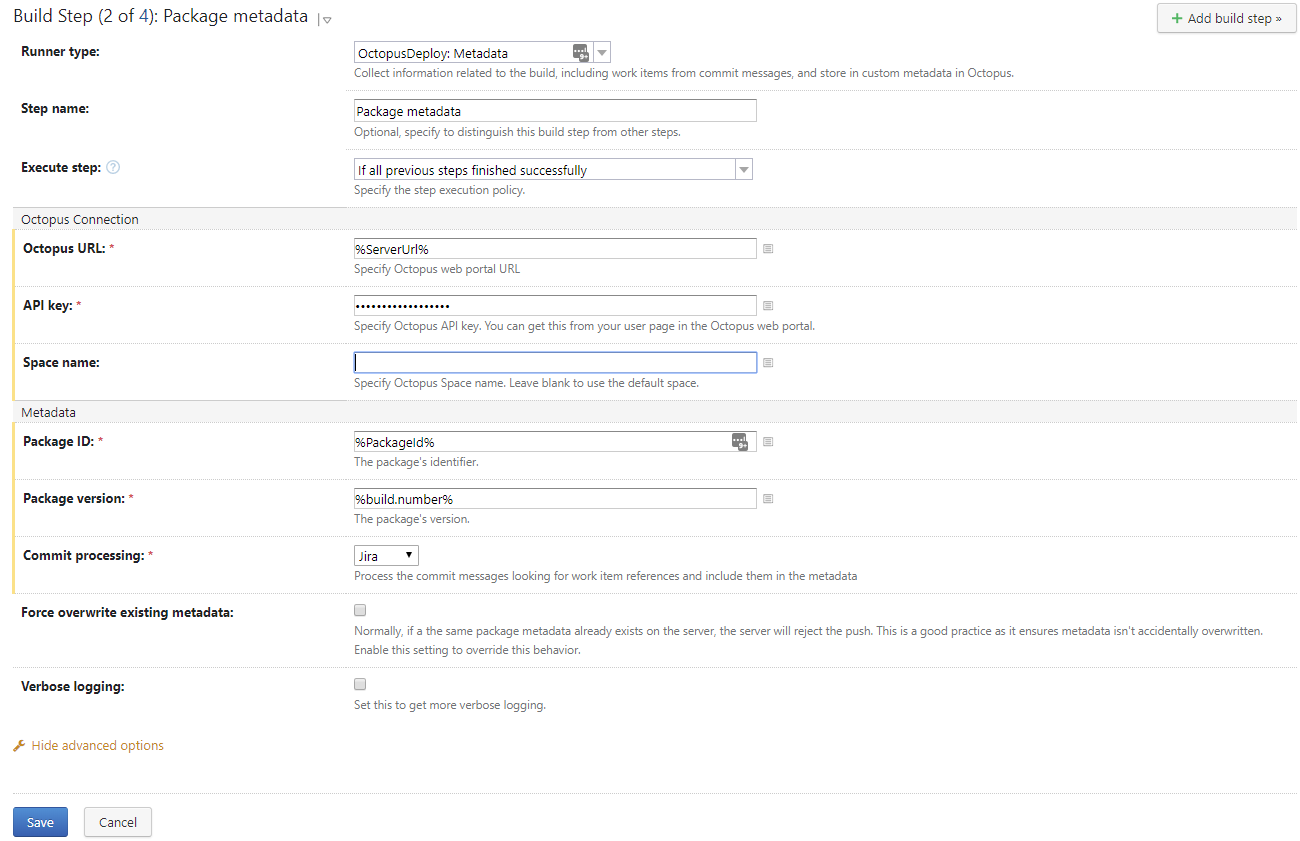 Build Step (2 of 4): Package metadata
+ Add build step »
Runner type:
OctopusDeploy: Metadata
9+
Collect information related to the build, including work items from commit messages, and store in custom metadata in Octopus.
Step name:
Package metadata
Optional, specify to distinguish this build step from other steps.
Execute step: ?
If all previous steps finished successfully
Specify the step execution policy.
Octopus Connection
Octopus URL: *
%ServerUrl%
Specify Octopus web portal URL
API key: *
••••••••••••••••••
Specify Octopus API key. You can get this from your user page in the Octopus web portal.
Space name:
Specify Octopus Space name. Leave blank to use the default space.
Metadata
Package ID: *
%PackageId%
9+
The package's identifier.
Package version: *
%build.number%
The package's version.
Commit processing: *
Jira
Process the commit messages looking for work item references and include them in the metadata
Force overwrite existing metadata:
Normally, if a the same package metadata already exists on the server, the server will reject the push. This is a good practice as it ensures metadata isn't accidentally overwritten.
Enable this setting to override this behavior.
Verbose logging:
Set this to get more verbose logging.
Hide advanced options
Save
Cancel